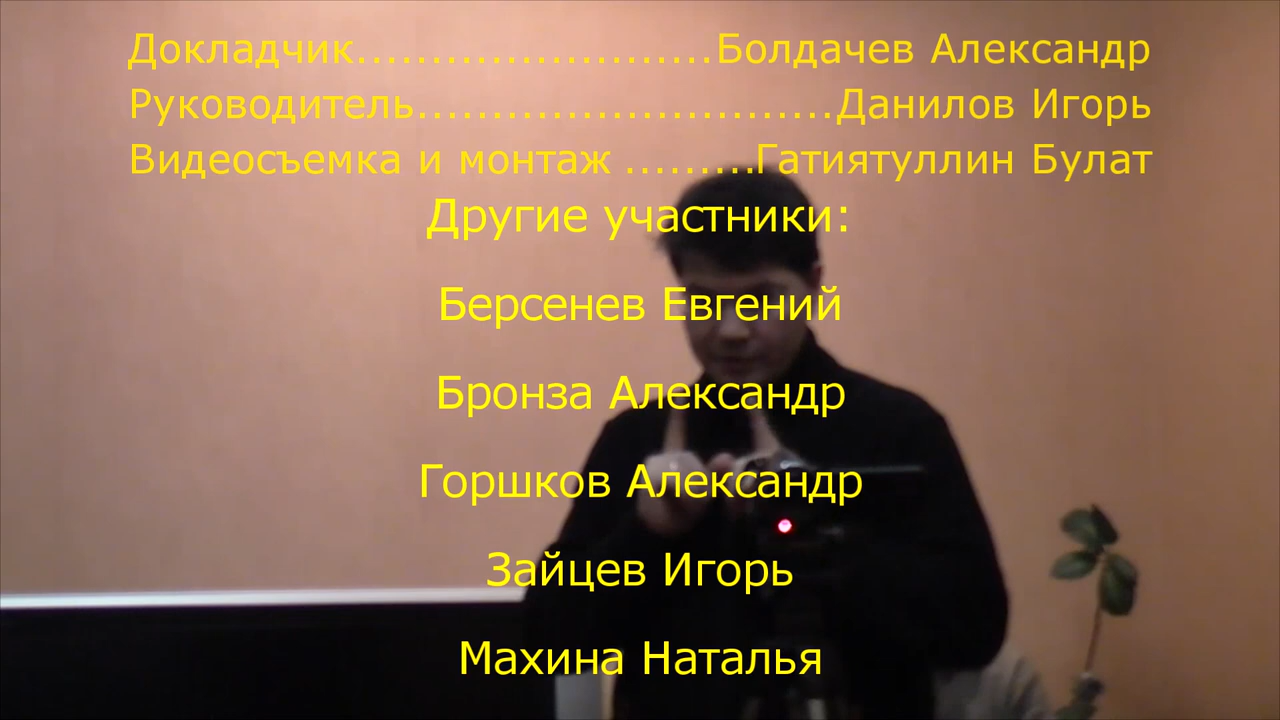 Докладчик........................Болдачев Александр
Руководитель............................Данилов Игорь
Видеосъемка и монтаж .........Гатиятуллин Булат
Другие участники:
Берсенев Евгений
Бронза Александр
Горшков Александр
Зайцев Игорь
Махина Наталья